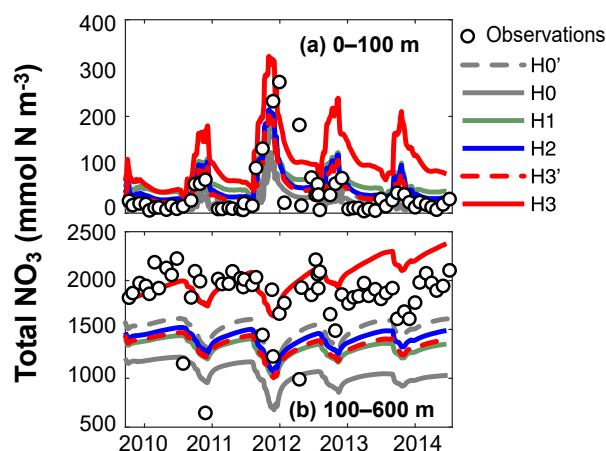 400
300
200
100
0
(a) 0–100 m
Observations
H0’
H0
H1
H2
H3’
H3
Total NO3 (mmol N m-3)
2500
2000
1500
1000
500
(b) 100–600 m
2010 2011 2012 2013 2014